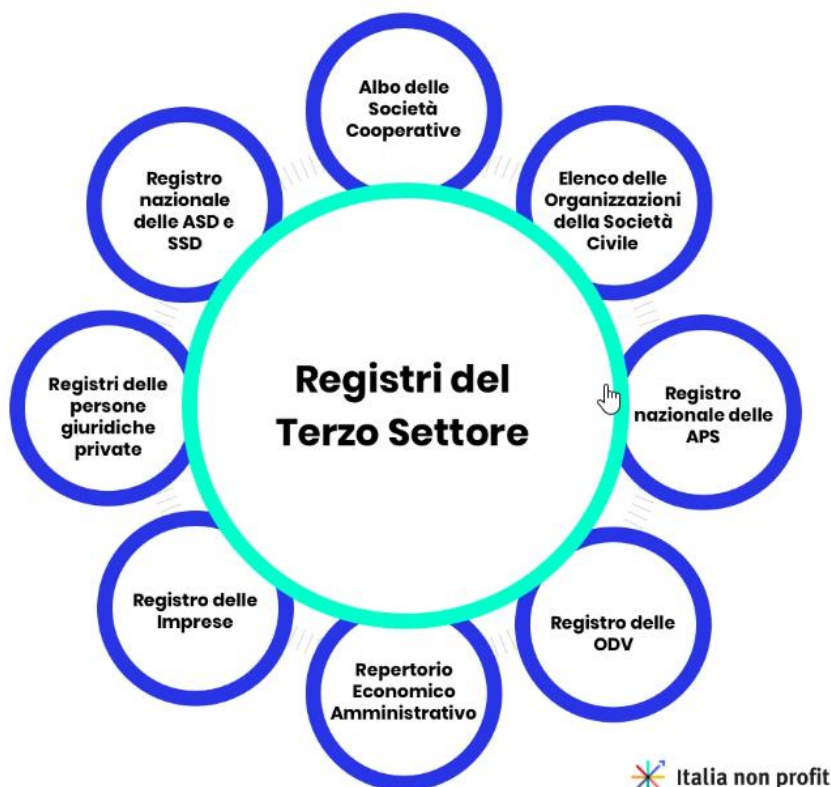 Albo delle
Società
Cooperative
Elenco delle
Organizzazioni
della Società
Civile
Registro
nazionale delle
APS
Registro delle
ODV
Repertorio
Economico
Amministrativo
Registro delle
Imprese
Registri delle
persone
giuridiche
private
Registro
nazionale
delle ASD e
SSD
Registri del
Terzo Settore
Italia non profit